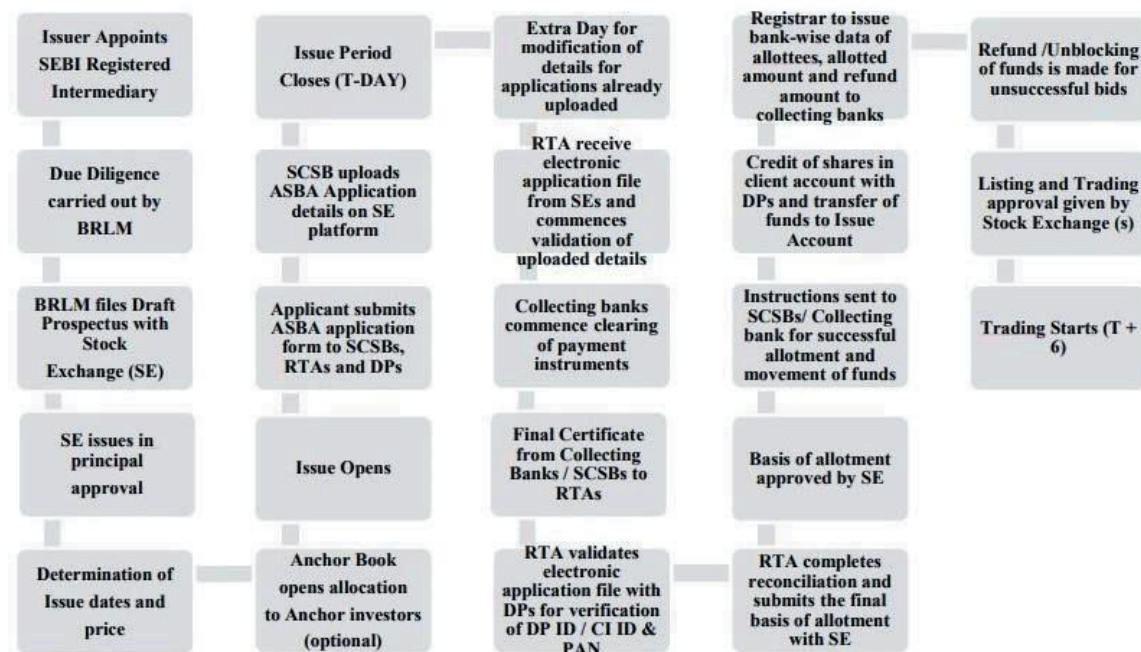 Issuer Appoints
SEBI Registered
Intermediary
Due Diligence
carried out by
BRLM
BRLM files Draft
Prospectus with
Stock
Exchange (SE)
SE issues in
principal
approval
Determination of
Issue dates and
price
Anchor Book
opens allocation
to Anchor investors
(optional)
Issue Opens
Applicant submits
ASBA application
form to SCSBs,
RTAs and DPs
SCSB uploads
ASBA Application
details on SE
platform
Issue Period
Closes (T-DAY)
Extra Day for
modification of
details for
applications already
uploaded
RTA receive
electronic
application file
from SEs and
commences
validation of
uploaded details
Collecting banks
commence clearing
of payment
instruments
Final Certificate
from Collecting
Banks / SCSBs to
RTAs
RTA validates
electronic
application file with
DPs for verification
of DP ID / CI ID &
PAN
RTA completes
reconciliation and
submits the final
basis of allotment
with SE
Basis of allotment
approved by SE
Instructions sent to
SCSBs/ Collecting
bank for successful
allotment and
movement of funds
Credit of shares in
client account with
DPs and transfer of
funds to Issue
Account
Registrar to issue
bank-wise data of
allottees, allotted
amount and refund
amount to
collecting banks
Refund /Unblocking
of funds is made for
unsuccessful bids
Listing and Trading
approval given by
Stock Exchange (s)
Trading Starts (T +
6)